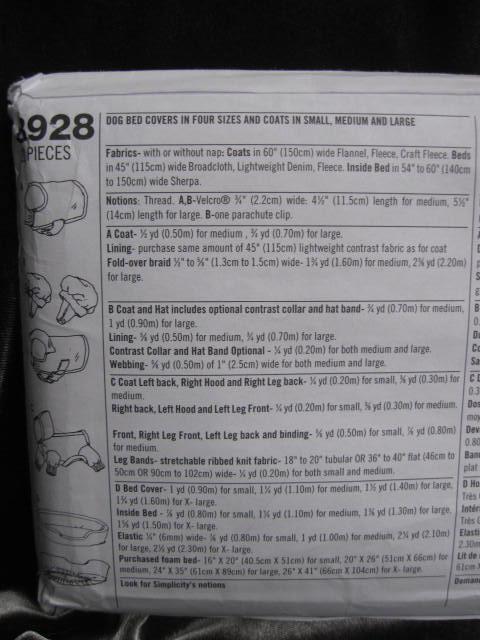 8928
PIECES
DOG BED COVERS IN FOUR SIZES AND COATS IN SMALL, MEDIUM AND LARGE
Fabrics- with or without nap: Coats in 60" (150cm) wide Flannel, Fleece, Craft Fleece. Beds
in 45" (115cm) wide Broadcloth, Lightweight Denim, Fleece. Inside Bed in 54" to 60" (140cm
to 150cm) wide Sherpa.
Notions: Thread. A,B-Velcro® ¾" (2.2cm) wide: 4½" (11.5cm) length for medium, 5½"
(14cm) length for large. B-one parachute clip.
A Coat- ½ yd (0.50m) for medium , ¾ yd (0.70m) for large.
Lining- purchase same amount of 45" (115cm) lightweight contrast fabric as for coat
Fold-over braid ½" to ⅝" (1.3cm to 1.5cm) wide- 1¾ yd (1.60m) for medium, 2⅜ yd (2.20m)
for large.
B Coat and Hat includes optional contrast collar and hat band- ¾ yd (0.70m) for medium,
1 yd (0.90m) for large.
Lining- ⅝ yd (0.50m) for medium, ¾ yd (0.70m) for large.
Contrast Collar and Hat Band Optional - ¼ yd (0.20m) for both medium and large.
Webbing- ⅝ yd (0.50m) of 1" (2.5cm) wide for both medium and large.
C Coat Left back, Right Hood and Right Leg back- ¼ yd (0.20m) for small, ⅜ yd (0.30m) for
medium.
Right back, Left Hood and Left Leg Front- ¼ yd (0.20m) for small, ⅜ yd (0.30m) for medium.
Front, Right Leg Front, Left Leg back and binding- ⅝ yd (0.50m) for small, ⅞ yd (0.80m)
for medium.
Leg Bands- stretchable ribbed knit fabric- 18" to 20" tubular OR 36" to 40" flat (46cm to
50cm OR 90cm to 102cm) wide- ¼ yd (0.20m) for both small and medium.
D Bed Cover- 1 yd (0.90m) for small, 1¼ yd (1.10m) for medium, 1½ yd (1.40m) for large,
1¾ yd (1.60m) for X- large.
Inside Bed- ⅞ yd (0.80m) for small, 1¼ yd (1.10m) for medium, 1⅜ yd (1.30m) for large,
1⅝ yd (1.50m) for X- large.
Elastic ¼" (6mm) wide- ⅞ yd (0.80m) for small, 1 yd (1.00m) for medium, 2¼ yd (2.10m)
for large, 2½ yd (2.30m) for X- large.
Purchased foam bed- 16" X 20" (40.5cm X 51cm) for small, 20" X 26" (51cm X 66cm) for
medium, 24" X 35" (61cm X 89cm) for large, 26" X 41" (66cm X 104cm) for X- large.
Look for Simplicity's notions